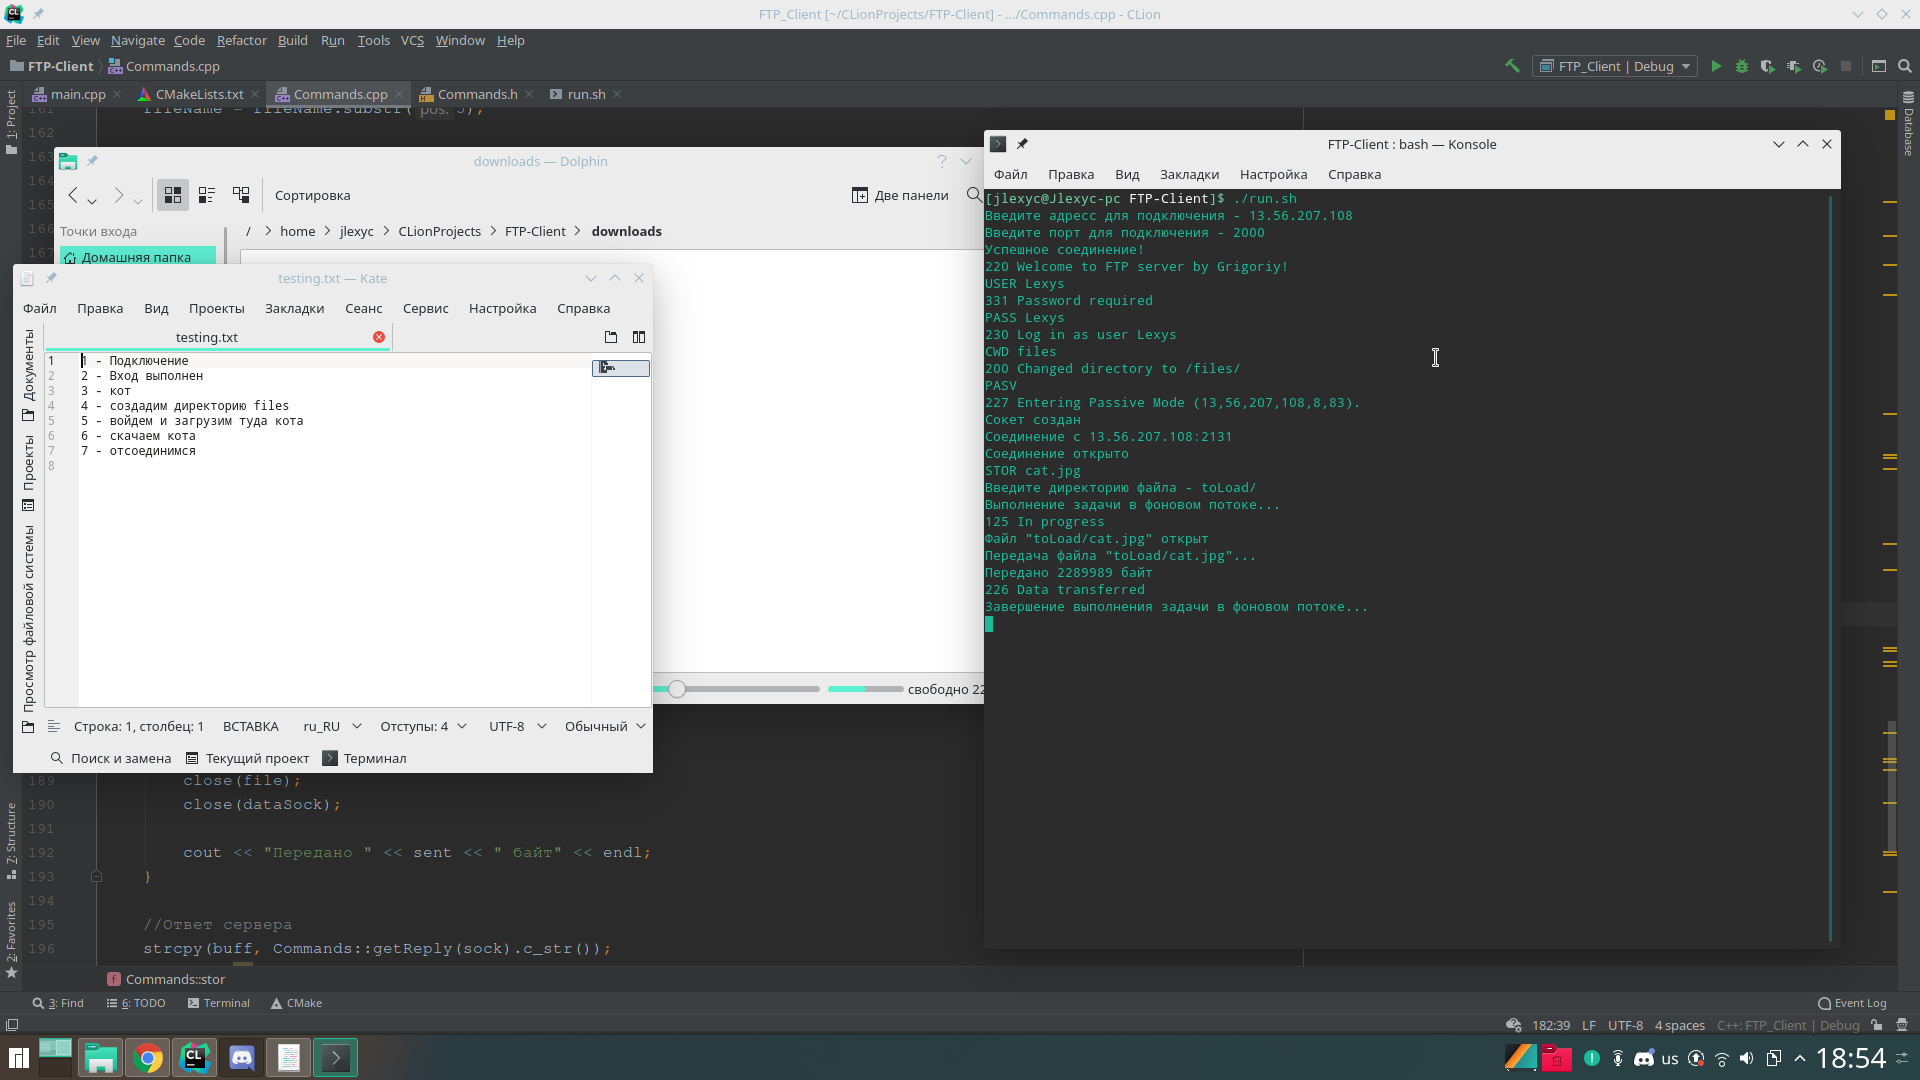 FTP_Client [~/CLionProjects/FTP-Client] - .../Commands.cpp - CLion
File Edit View Navigate Code Refactor Build Run Tools VCS Window Help
FTP-Client Commands.cpp
FTP_Client | Debug
main.cpp CMakeLists.txt Commands.cpp Commands.h run.sh
1: Project
Database
161 fileName = fileName.substr( pos: 5);
162
163
164
165
166
167
downloads — Dolphin
Сортировка
Две панели
Точки входа
Домашняя папка
/ > home > jlexyc > CLionProjects > FTP-Client > downloads
свободно 22
testing.txt — Kate
Файл Правка Вид Проекты Закладки Сеанс Сервис Настройка Справка
testing.txt
Документы
Проекты
Просмотр файловой системы
1 1 - Подключение
2 2 - Вход выполнен
3 3 - кот
4 4 - создадим директорию files
5 5 - войдем и загрузим туда кота
6 6 - скачаем кота
7 7 - отсоединимся
8
Строка: 1, столбец: 1 ВСТАВКА ru_RU Отступы: 4 UTF-8 Обычный
Поиск и замена Текущий проект Терминал
FTP-Client : bash — Konsole
Файл Правка Вид Закладки Настройка Справка
[jlexyc@Jlexyc-pc FTP-Client]$ ./run.sh
Введите адресс для подключения - 13.56.207.108
Введите порт для подключения - 2000
Успешное соединение!
220 Welcome to FTP server by Grigoriy!
USER Lexys
331 Password required
PASS Lexys
230 Log in as user Lexys
CWD files
200 Changed directory to /files/
PASV
227 Entering Passive Mode (13,56,207,108,8,83).
Сокет создан
Соединение с 13.56.207.108:2131
Соединение открыто
STOR cat.jpg
Введите директорию файла - toLoad/
Выполнение задачи в фоновом потоке...
125 In progress
Файл "toLoad/cat.jpg" открыт
Передача файла "toLoad/cat.jpg"...
Передано 2289989 байт
226 Data transferred
Завершение выполнения задачи в фоновом потоке...
189 close(file);
190 close(dataSock);
191
192 cout << "Передано " << sent << " байт" << endl;
193 }
194
195 //Ответ сервера
196 strcpy(buff, Commands::getReply(sock).c_str());
7: Structure
2: Favorites
f Commands::stor
3: Find 6: TODO Terminal CMake
Event Log
182:39 LF UTF-8 4 spaces C++: FTP_Client | Debug
us 18:54